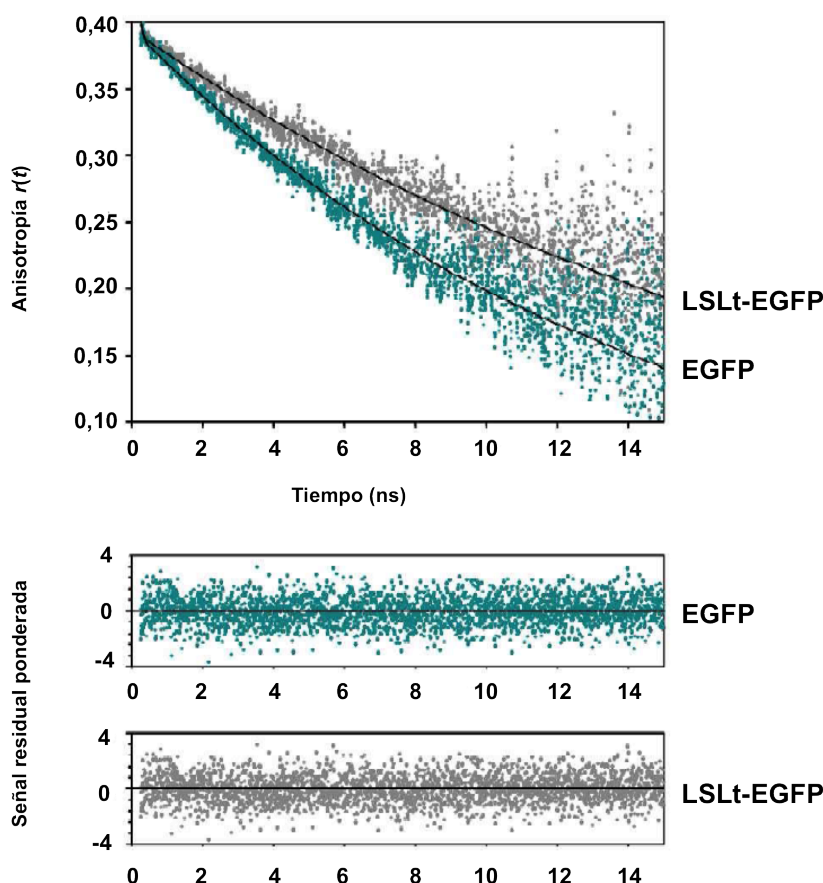 Anisotropía r(t)
0,40
0,35
0,30
0,25
0,20
0,15
0,10
LSLt-EGFP
EGFP
0 2 4 6 8 10 12 14
Tiempo (ns)
Señal residual ponderada
4
0
-4
EGFP
0 2 4 6 8 10 12 14
4
0
-4
LSLt-EGFP
0 2 4 6 8 10 12 14